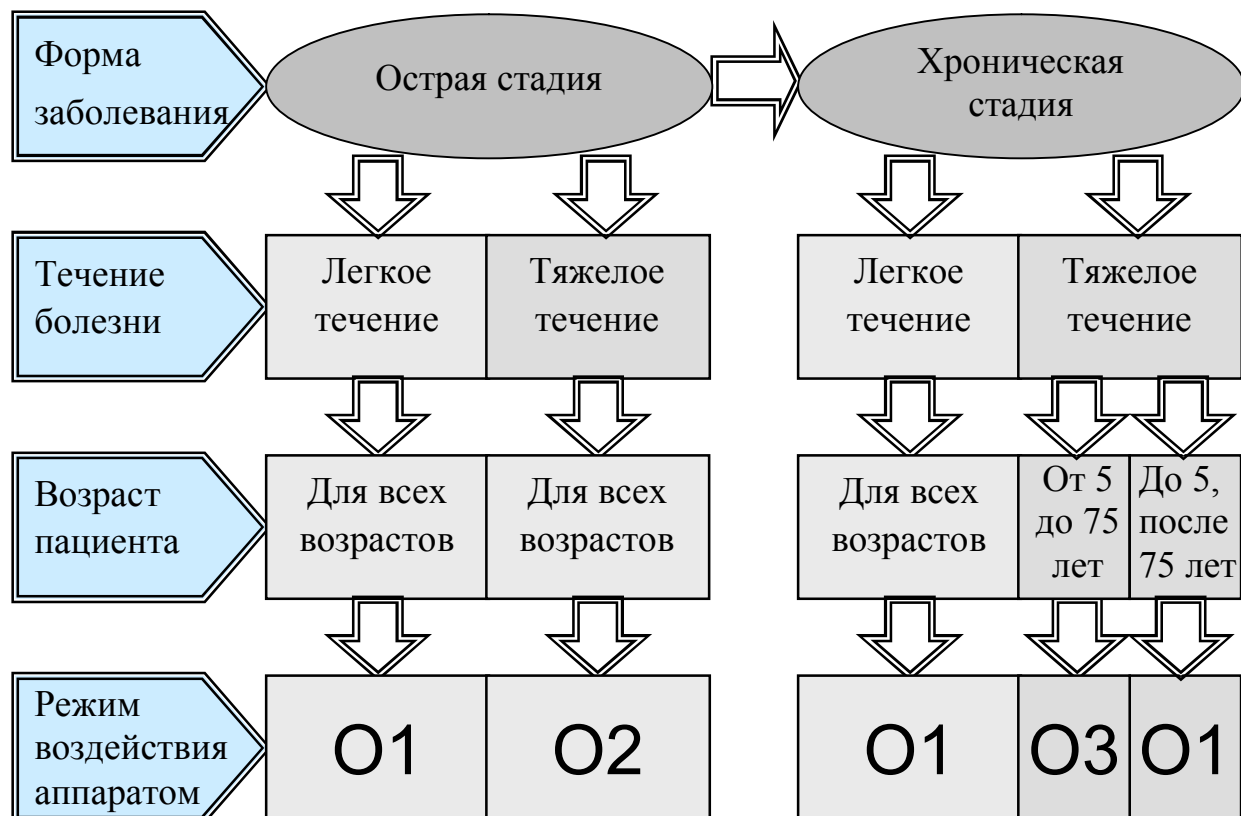 Форма
заболевания
Острая стадия
Хроническая
стадия
Течение
болезни
Легкое
течение
Тяжелое
течение
Легкое
течение
Тяжелое
течение
Возраст
пациента
Для всех
возрастов
Для всех
возрастов
Для всех
возрастов
От 5
до 75
лет
До 5,
после
75 лет
Режим
воздействия
аппаратом
О1
О2
О1
О3
О1